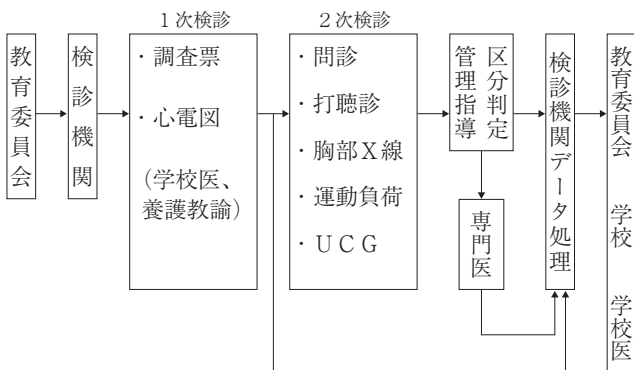 1次検診
2次検診
教育委員会
検診機関
・調査票
・心電図
（学校医、
養護教諭）
・問診
・打聴診
・胸部X線
・運動負荷
・UCG
区分判定
管理指導
専門医
検診機関データ処理
教育委員会
学校
学校医